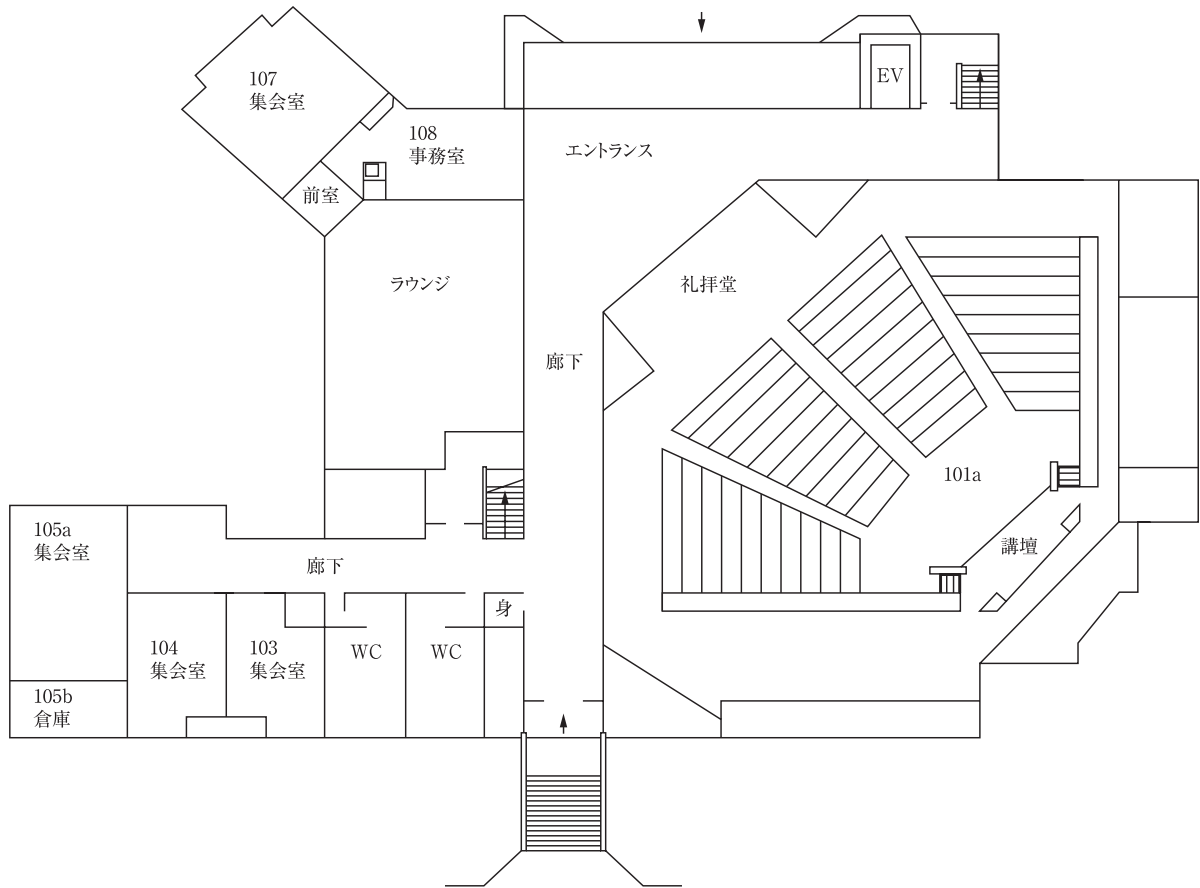 107
集会室
EV
108
事務室
エントランス
前室
ラウンジ
礼拝堂
廊下
101a
105a
集会室
講壇
廊下
身
104
集会室
103
集会室
WC
WC
105b
倉庫